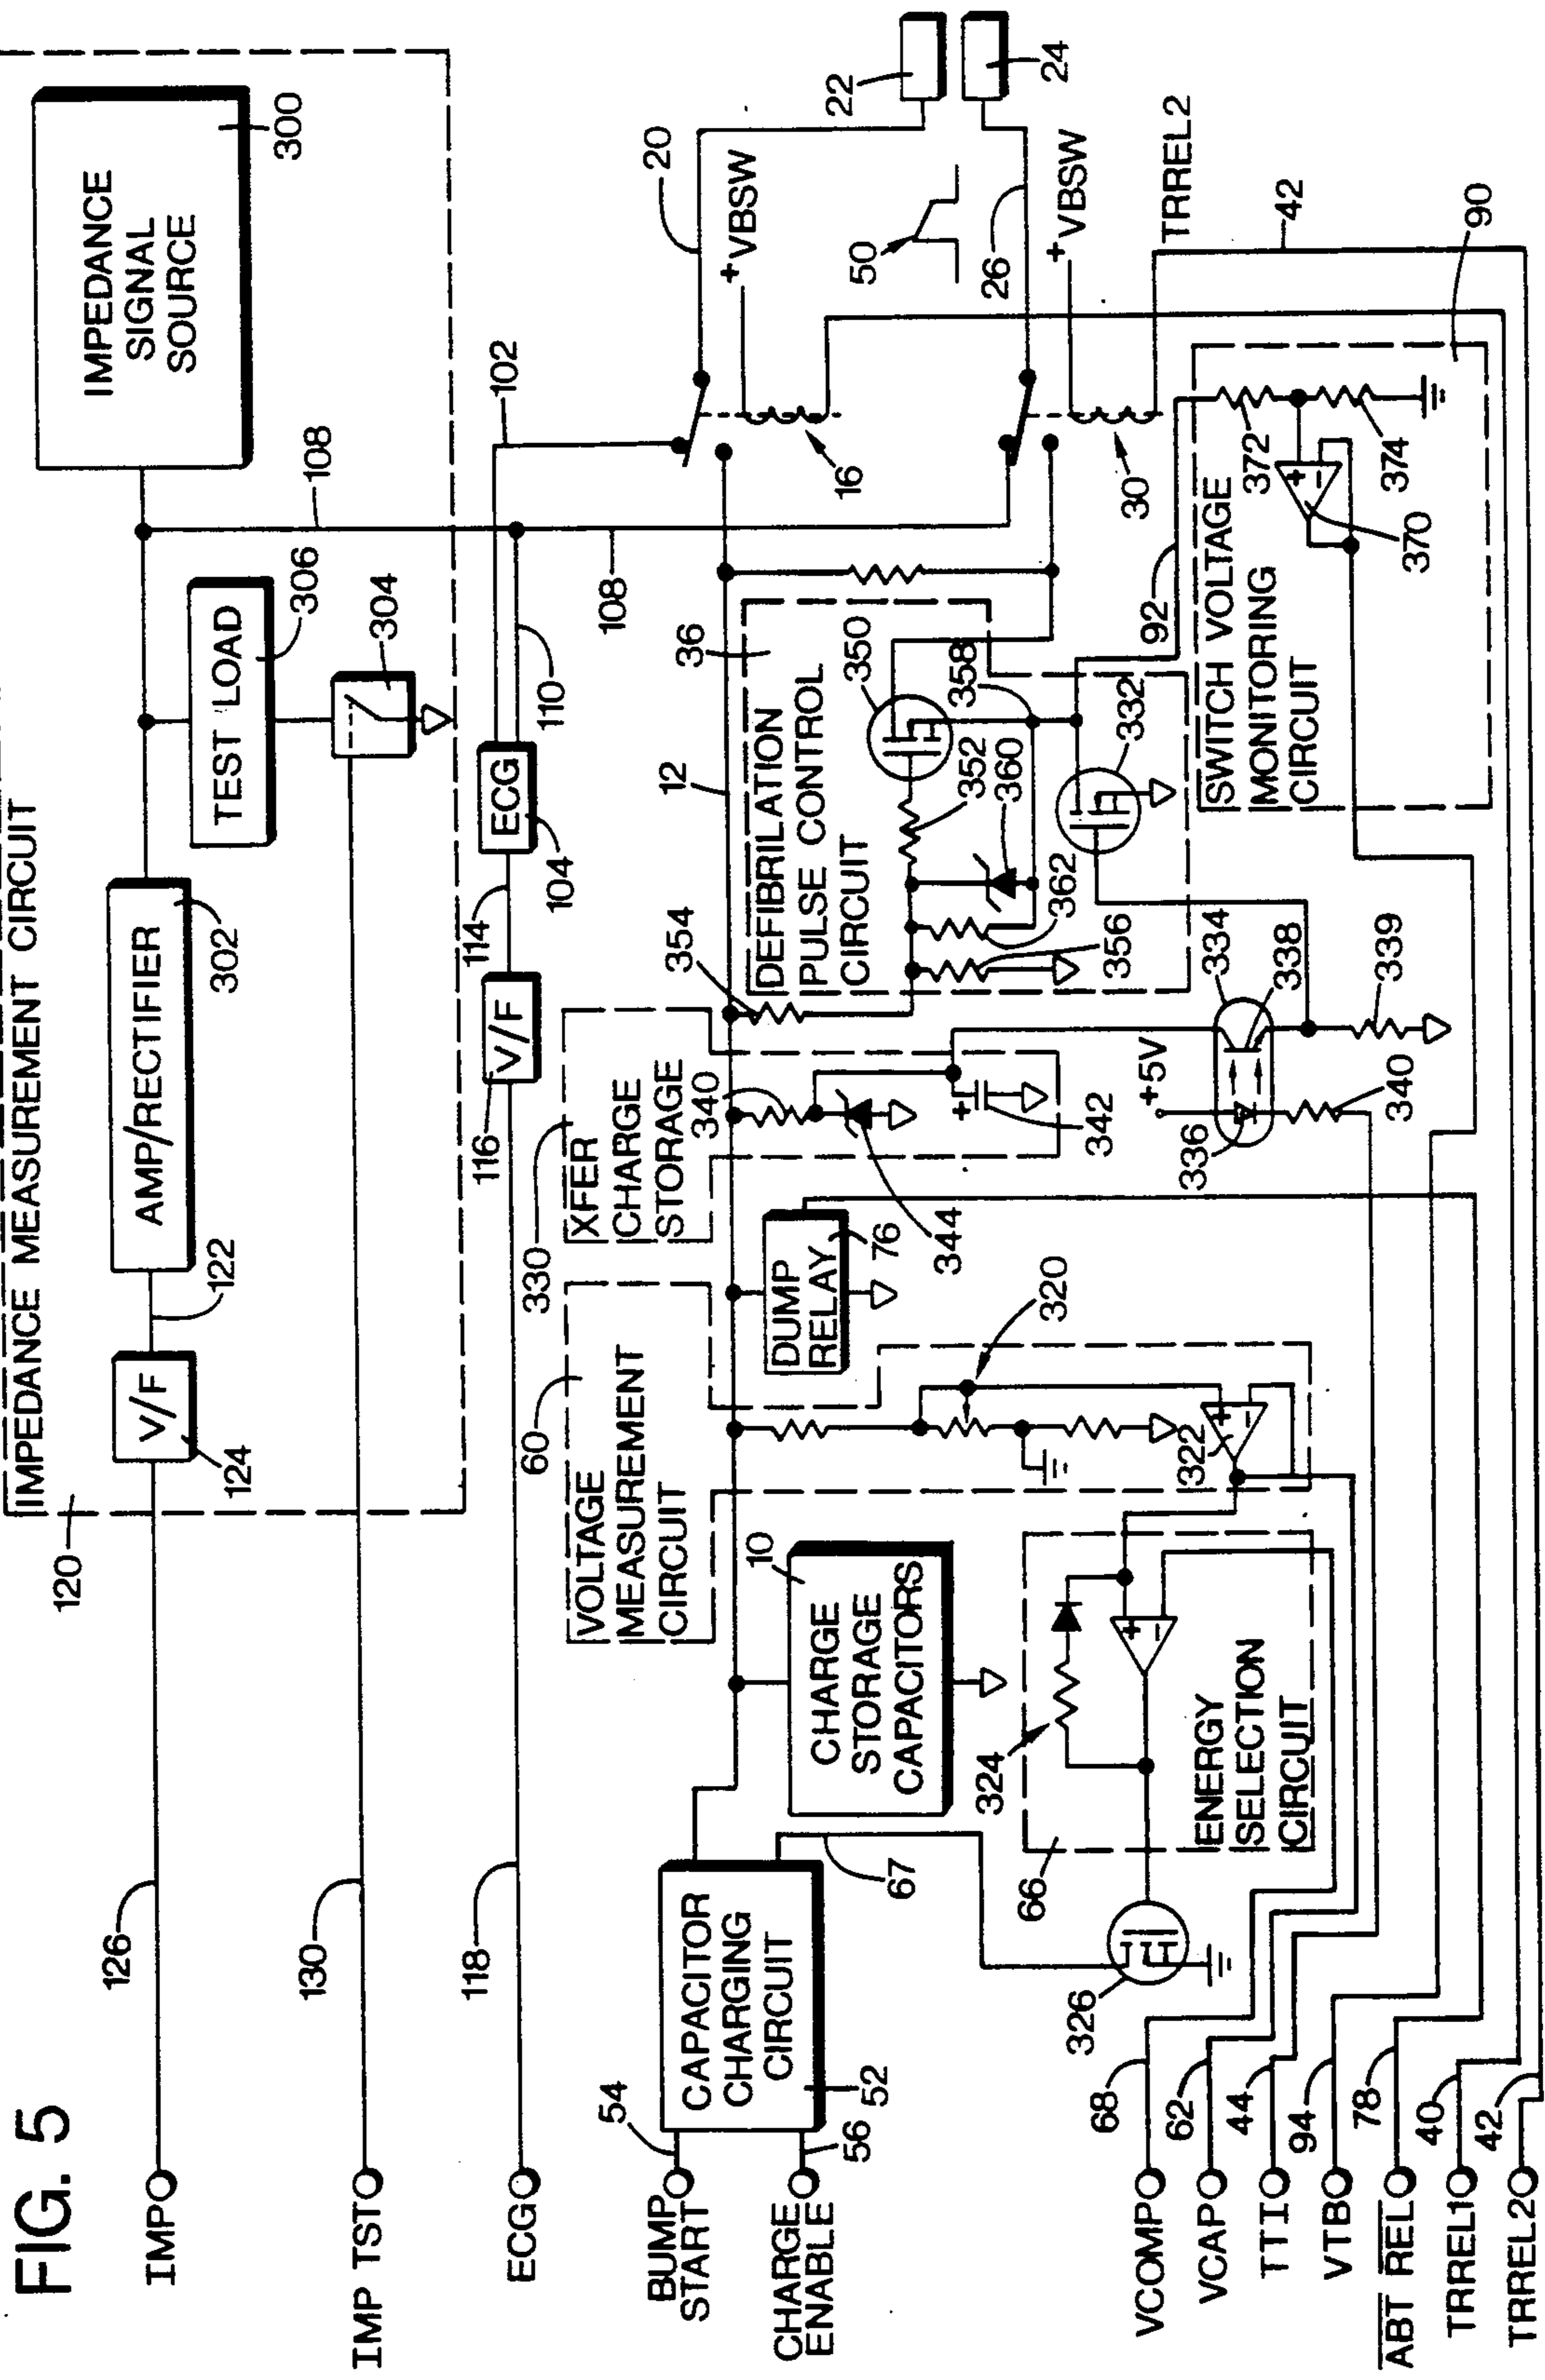 FIG. 5
IMPEDANCE MEASUREMENT CIRCUIT
120
IMP
126
124
V/F
122
AMP/RECTIFIER
302
TEST LOAD
306
304
108
IMPEDANCE
SIGNAL
SOURCE
300
IMP TST
130
ECG
118
116
V/F
114
ECG
104
110
102
108
20
22
24
BUMP
START
54
CHARGE
ENABLE
56
CAPACITOR
CHARGING
CIRCUIT
52
67
10
CHARGE
STORAGE
CAPACITORS
60
VOLTAGE
MEASUREMENT
CIRCUIT
320
322
330
XFER
CHARGE
STORAGE
340
342
344
DUMP
RELAY
76
354
12
36
DEFIBRILATION
PULSE CONTROL
CIRCUIT
350
352
358
360
362
356
332
16
+VBSW
50
26
+VBSW
30
TRREL2
42
66
324
ENERGY
SELECTION
CIRCUIT
326
+5V
336
334
338
339
340
92
SWITCH VOLTAGE
MONITORING
CIRCUIT
372
374
370
90
VCOMP
68
VCAP
62
TTI
44
VTB
94
ABT REL
78
TRREL1
40
TRREL2
42